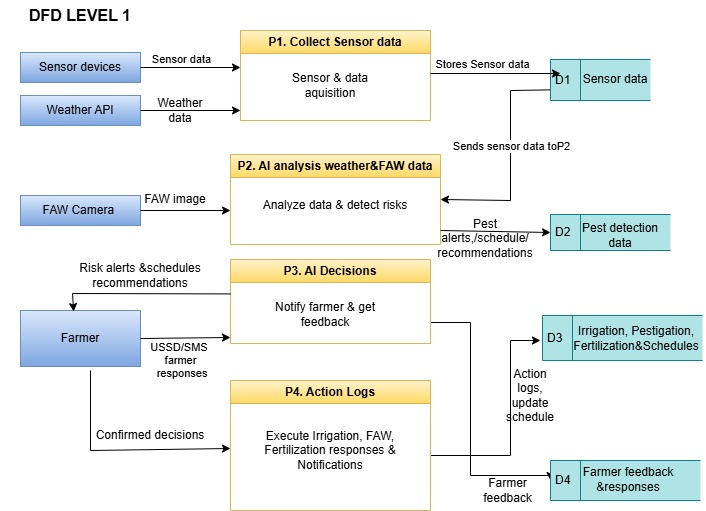 DFD LEVEL 1
P1. Collect Sensor data
Sensor devices
Sensor data
Sensor & data
aquisition
Stores Sensor data
D1
Sensor data
Weather API
Weather
data
Sends sensor data toP2
P2. AI analysis weather&FAW data
FAW Camera
FAW image
Analyze data & detect risks
Pest
alerts,/schedule/
recommendations
D2
Pest detection
data
Risk alerts &schedules
recommendations
P3. AI Decisions
Notify farmer & get
feedback
Farmer
USSD/SMS
farmer
responses
D3
Irrigation, Pestigation,
Fertilization&Schedules
Action
logs,
update
schedule
P4. Action Logs
Confirmed decisions
Execute Irrigation, FAW,
Fertilization responses &
Notifications
Farmer
feedback
D4
Farmer feedback
&responses